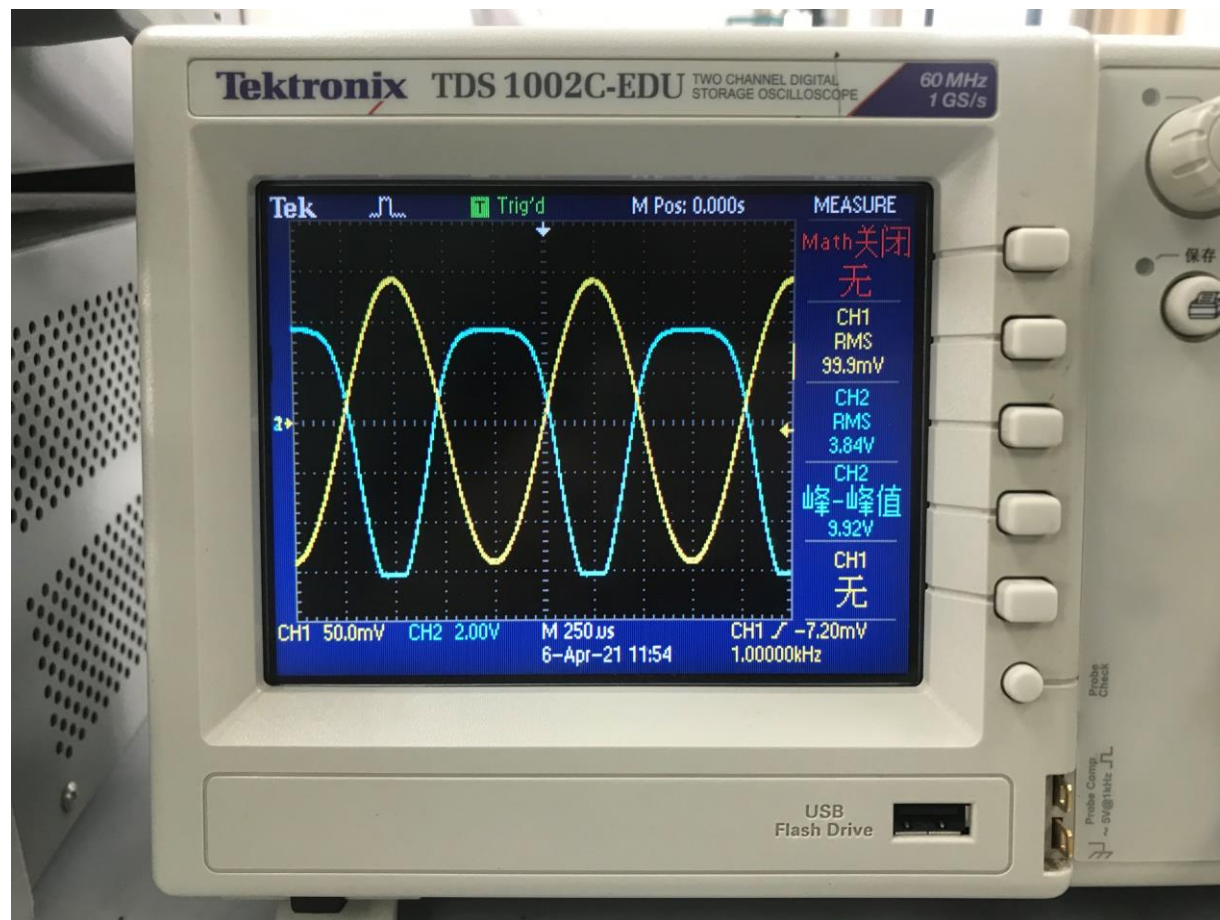 Tektronix TDS 1002C-EDU TWO CHANNEL DIGITAL
STORAGE OSCILLOSCOPE
60 MHz
1 GS/s
Tek
T Trig'd
M Pos: 0.000s
MEASURE
Math关闭
无
CH1
RMS
99.9mV
CH2
RMS
3.84V
CH2
峰-峰值
9.92V
CH1
无
CH1 50.0mV
CH2 2.00V
M 250us
CH1 -7.20mV
6-Apr-21 11:54
1.00000kHz
保存
Probe
Check
Probe Comp
~5V@1kHz
USB
Flash Drive